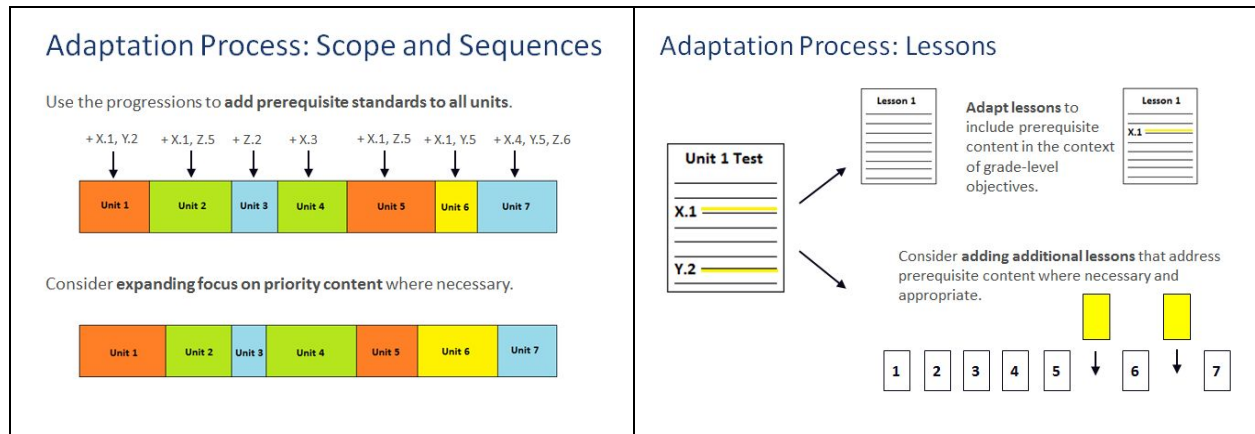 Adaptation Process: Scope and Sequences
Use the progressions to add prerequisite standards to all units.
+ X.1, Y.2 + X.1, Z.5 + Z.2 + X.3 + X.1, Z.5 + X.1, Y.5 + X.4, Y.5, Z.6
Unit 1 Unit 2 Unit 3 Unit 4 Unit 5 Unit 6 Unit 7
Consider expanding focus on priority content where necessary.
Unit 1 Unit 2 Unit 3 Unit 4 Unit 5 Unit 6 Unit 7
Adaptation Process: Lessons
Unit 1 Test
X.1
Y.2
Lesson 1
Adapt lessons to
include prerequisite
content in the context
of grade-level
objectives.
Lesson 1
X.1
Consider adding additional lessons that address
prerequisite content where necessary and
appropriate.
1 2 3 4 5 6 7